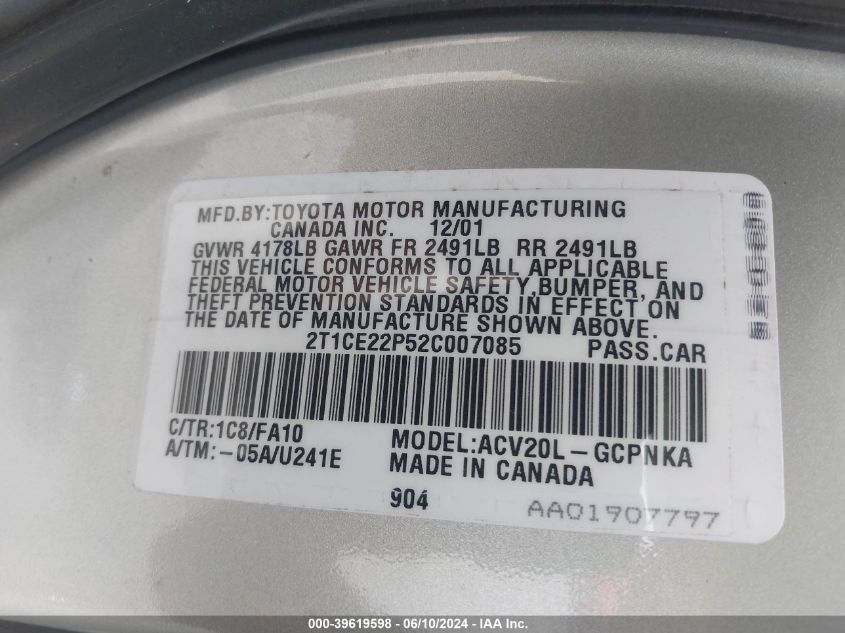 MFD.BY:TOYOTA MOTOR MANUFACTURING
CANADA INC. 12/01
GVWR 4178LB GAWR FR 2491LB RR 2491LB
THIS VEHICLE CONFORMS TO ALL APPLICABLE
FEDERAL MOTOR VEHICLE SAFETY,BUMPER, AND
THEFT PREVENTION STANDARDS IN EFFECT ON
THE DATE OF MANUFACTURE SHOWN ABOVE.
2T1CE22P52C007085 PASS.CAR
C/TR:1C8/FA10 MODEL:ACV20L-GCPNKA
A/TM:-05A/U241E MADE IN CANADA
904 AA01907797
000-39619598 - 06/10/2024 - IAA Inc.